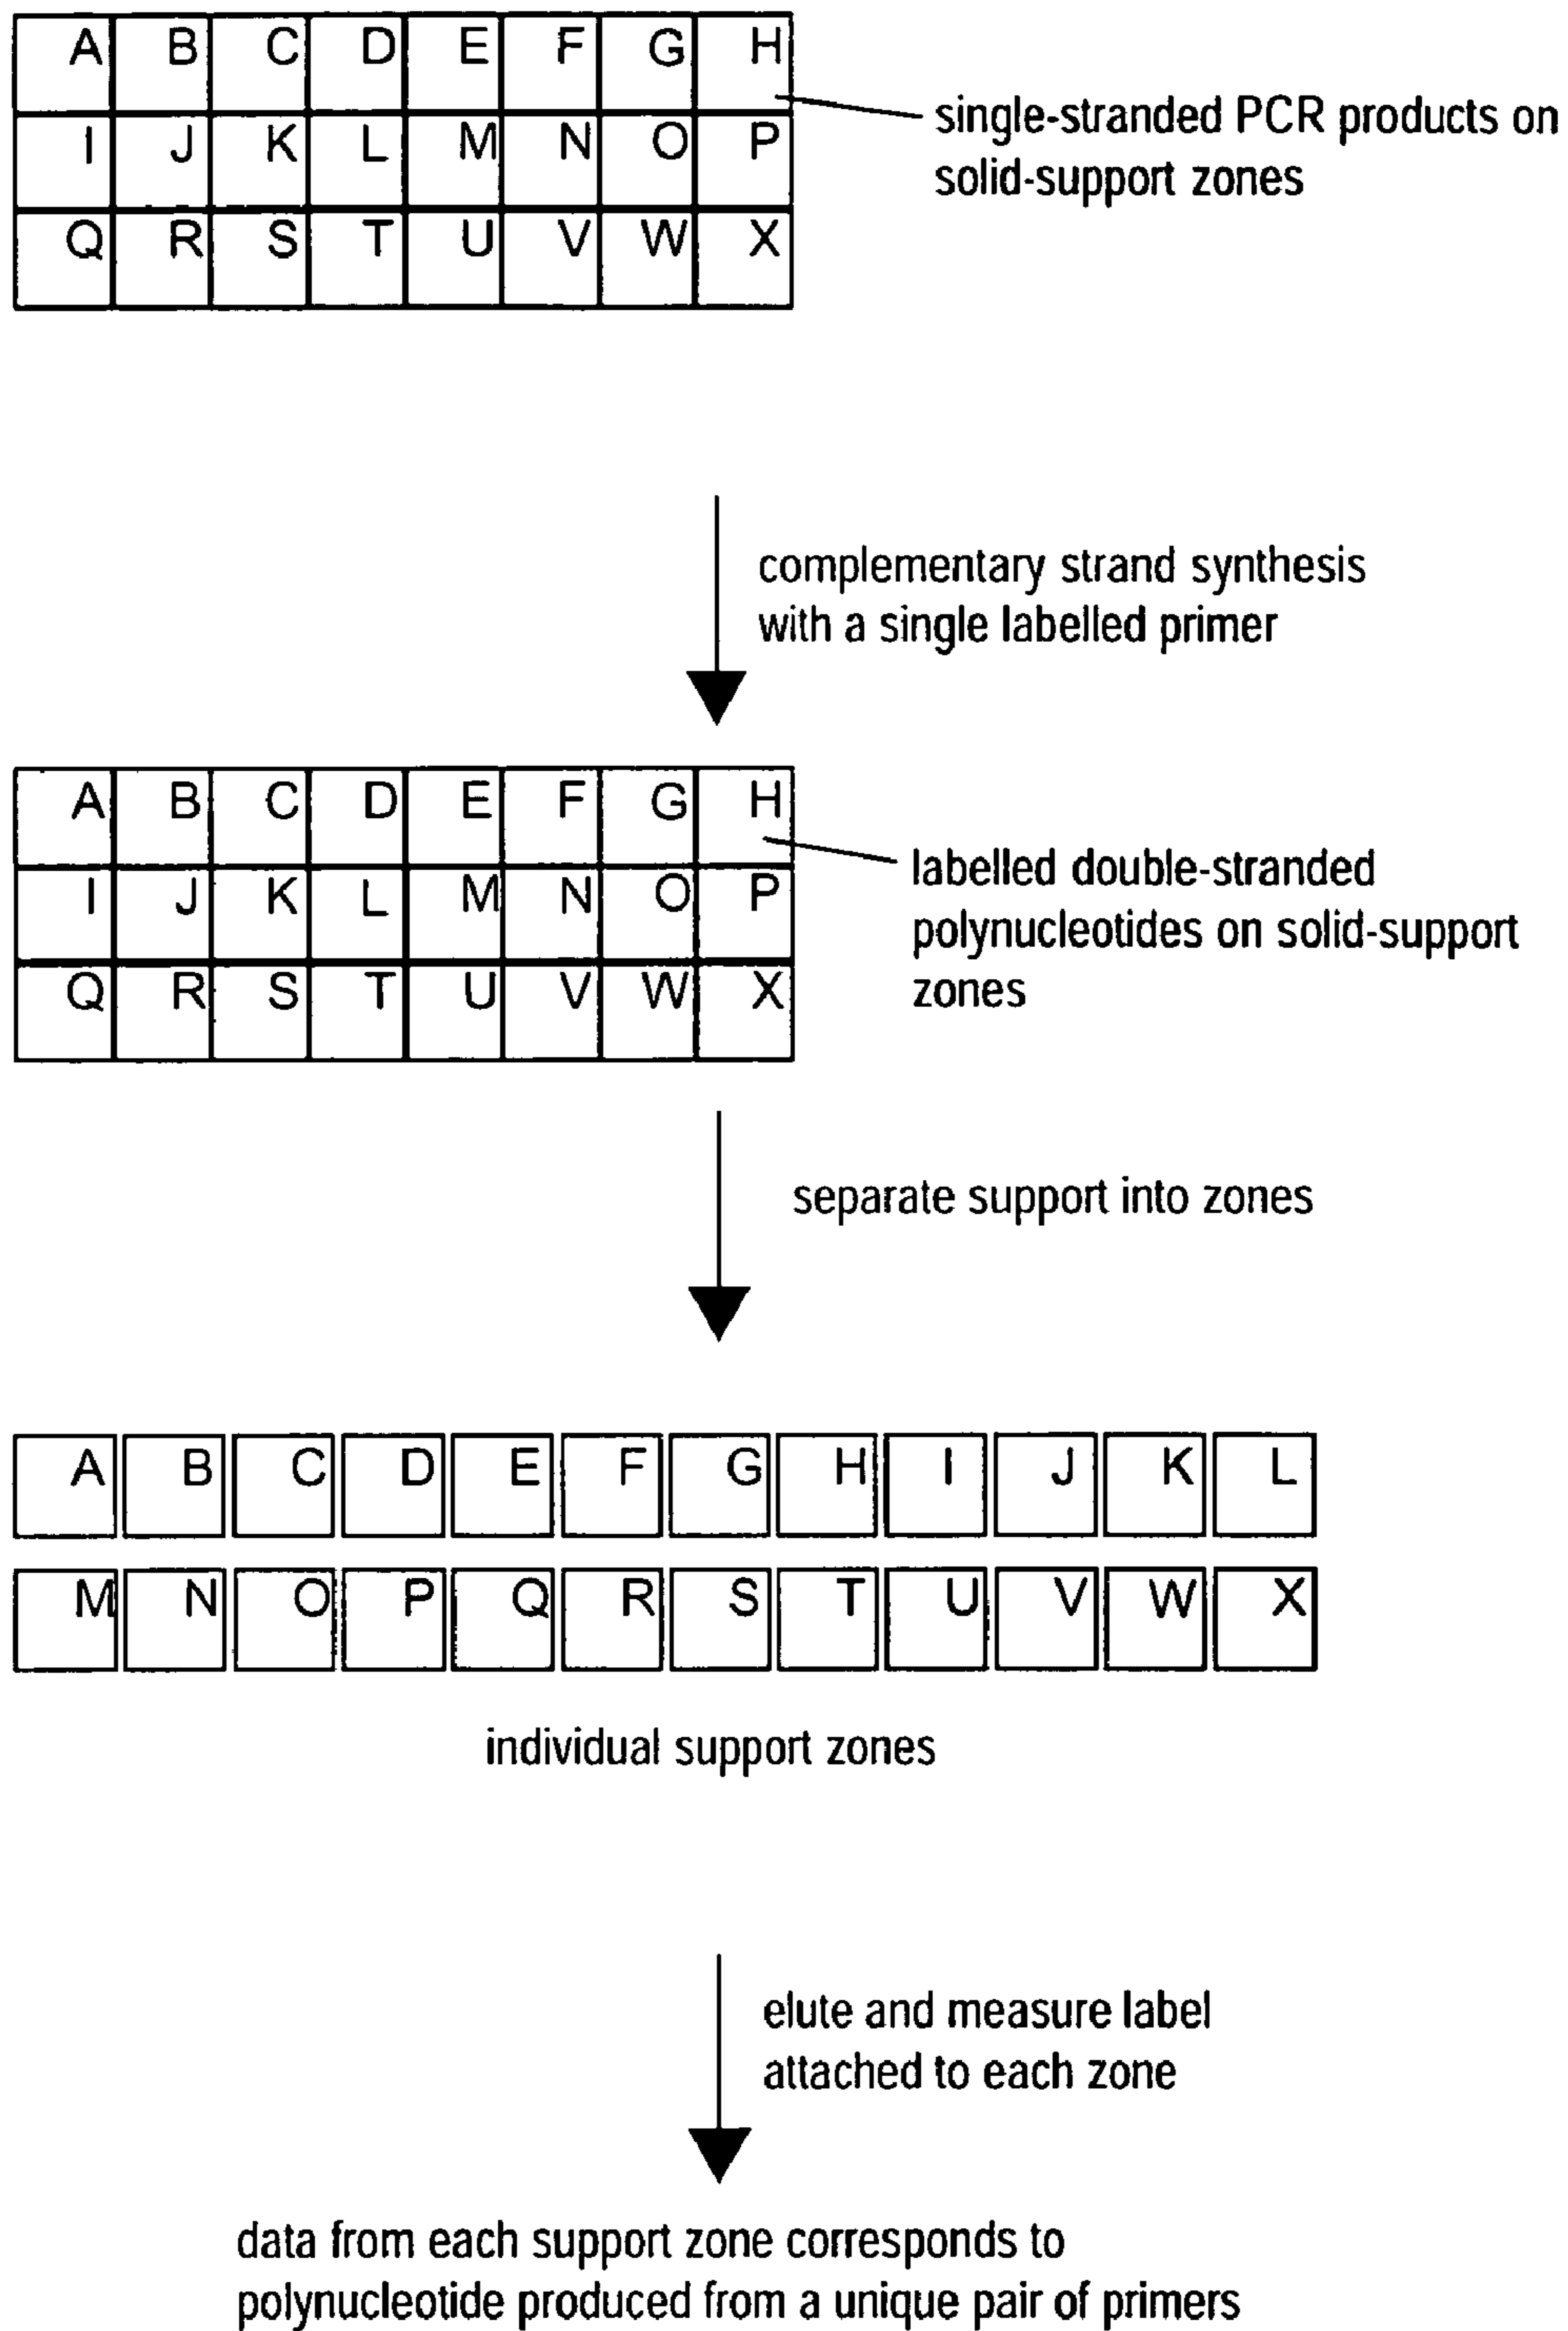 A B C D E F G H
single-stranded PCR products on
solid-support zones
I J K L M N O P
Q R S T U V W X
complementary strand synthesis
with a single labelled primer
A B C D E F G H
labelled double-stranded
polynucleotides on solid-support
zones
I J K L M N O P
Q R S T U V W X
separate support into zones
A B C D E F G H I J K L
M N O P Q R S T U V W X
individual support zones
elute and measure label
attached to each zone
data from each support zone corresponds to
polynucleotide produced from a unique pair of primers